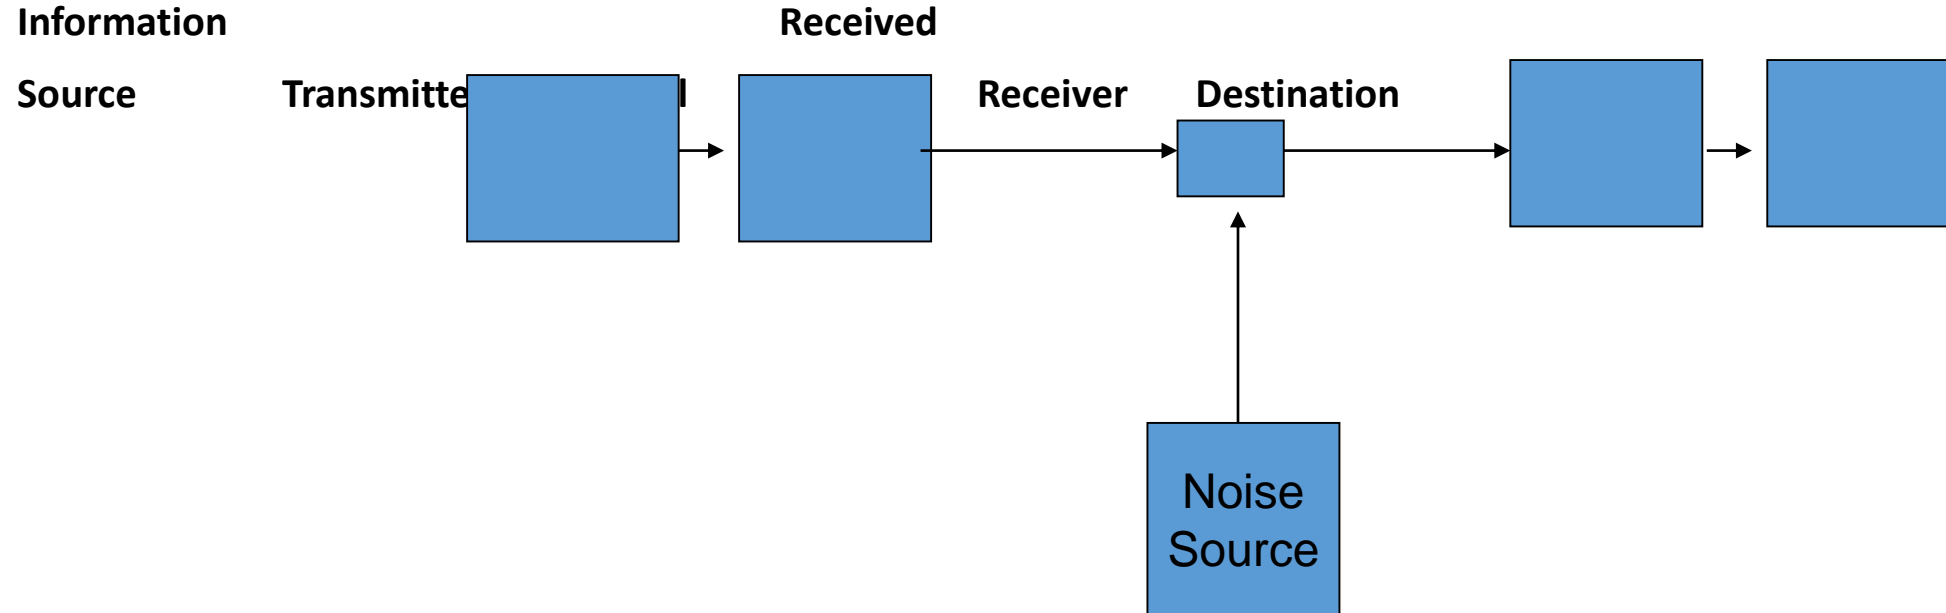 Information Received
Source Transmitte Receiver Destination
Noise
Source